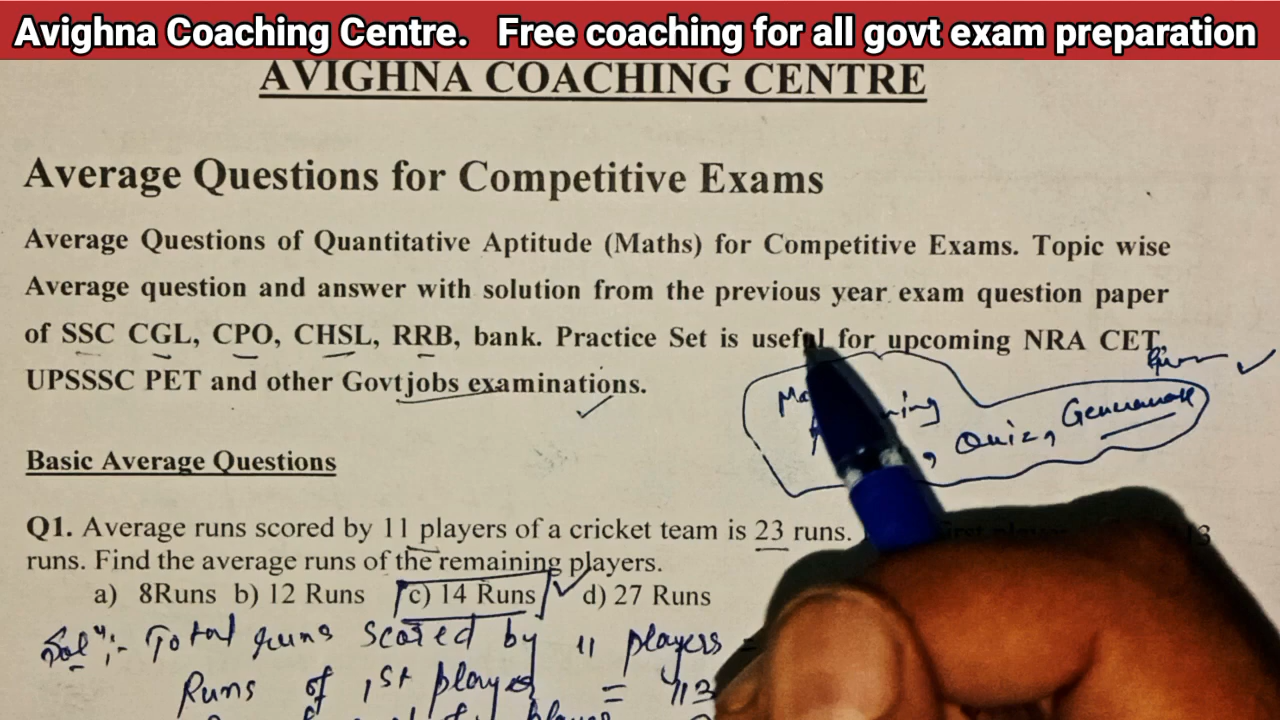 Avighna Coaching Centre. Free coaching for all govt exam preparation
AVIGHNA COACHING CENTRE
Average Questions for Competitive Exams
Average Questions of Quantitative Aptitude (Maths) for Competitive Exams. Topic wise
Average question and answer with solution from the previous year exam question paper
of SSC CGL, CPO, CHSL, RRB, bank. Practice Set is useful for upcoming NRA CET,
UPSSSC PET and other Govt jobs examinations.
, Quiz,
Basic Average Questions
Q1. Average runs scored by 11 players of a cricket team is 23 runs.
runs. Find the average runs of the remaining players.
a) 8Runs b) 12 Runs c) 14 Runs d) 27 Runs
Solⁿ:- Total runs scored by 11 players =
Runs of 1st player = 113